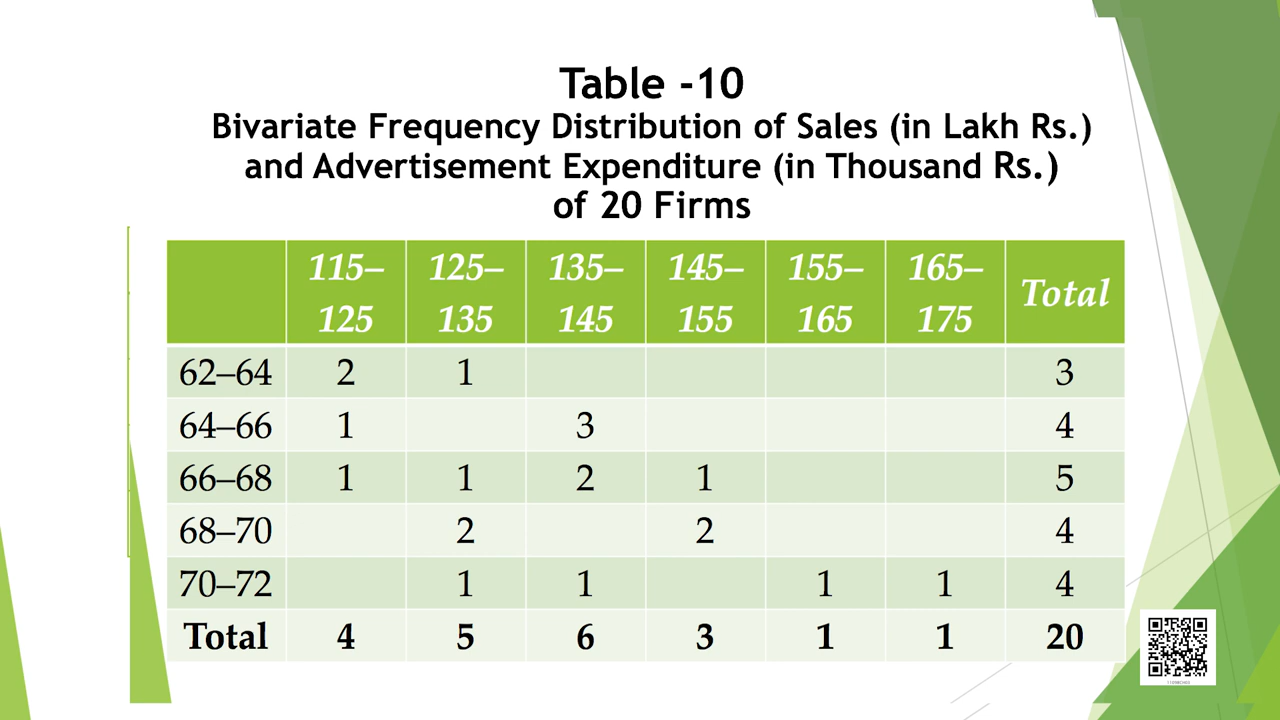 Table -10
Bivariate Frequency Distribution of Sales (in Lakh Rs.)
and Advertisement Expenditure (in Thousand Rs.)
of 20 Firms
115–125 125–135 135–145 145–155 155–165 165–175 Total
62–64 2 1 3
64–66 1 3 4
66–68 1 1 2 1 5
68–70 2 2 4
70–72 1 1 1 1 4
Total 4 5 6 3 1 1 20